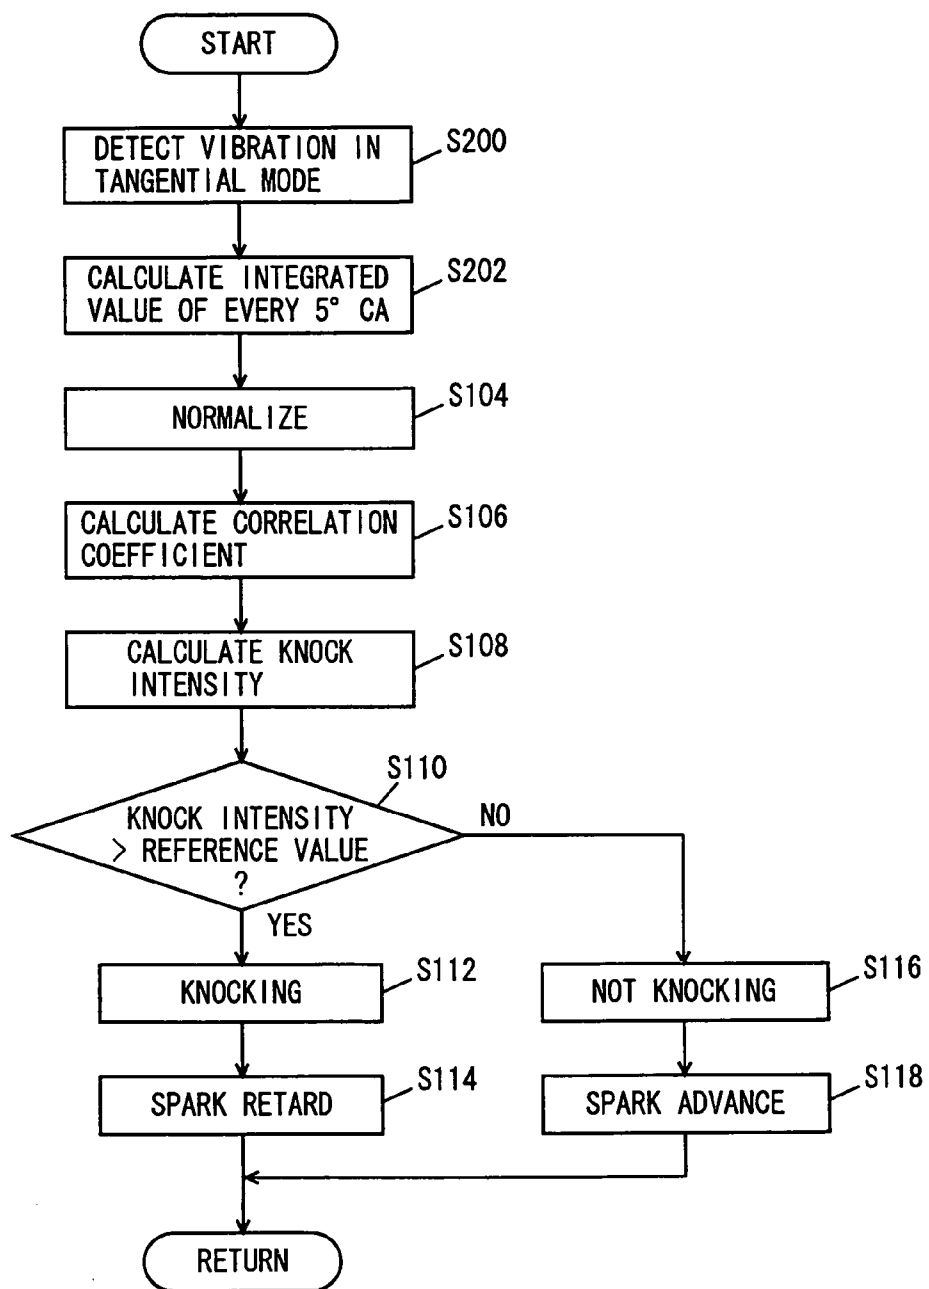 START
DETECT VIBRATION IN
TANGENTIAL MODE
S200
CALCULATE INTEGRATED
VALUE OF EVERY 5° CA
S202
NORMALIZE
S104
CALCULATE CORRELATION
COEFFICIENT
S106
CALCULATE KNOCK
INTENSITY
S108
S110
KNOCK INTENSITY
> REFERENCE VALUE
?
NO
YES
KNOCKING
S112
NOT KNOCKING
S116
SPARK RETARD
S114
SPARK ADVANCE
S118
RETURN